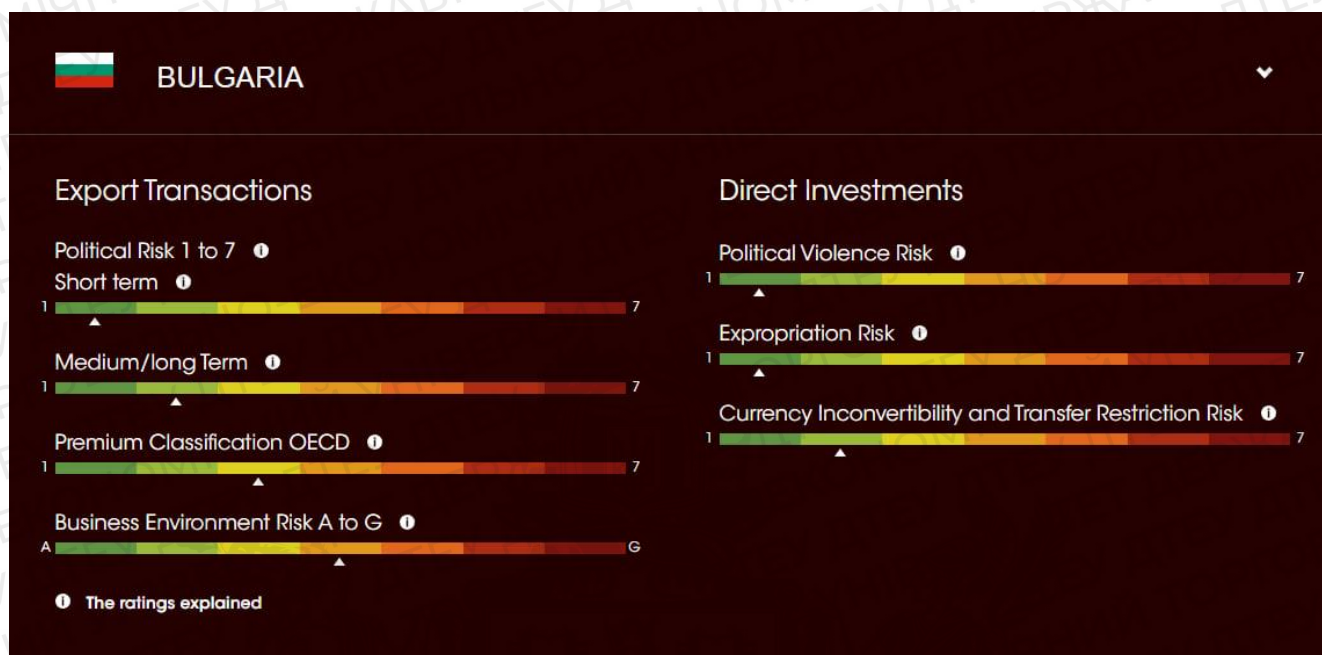 BULGARIA
Export Transactions
Political Risk 1 to 7
Short term
1 7
Medium/long Term
1 7
Premium Classification OECD
1 7
Business Environment Risk A to G
A G
The ratings explained
Direct Investments
Political Violence Risk
1 7
Expropriation Risk
1 7
Currency Inconvertibility and Transfer Restriction Risk
1 7